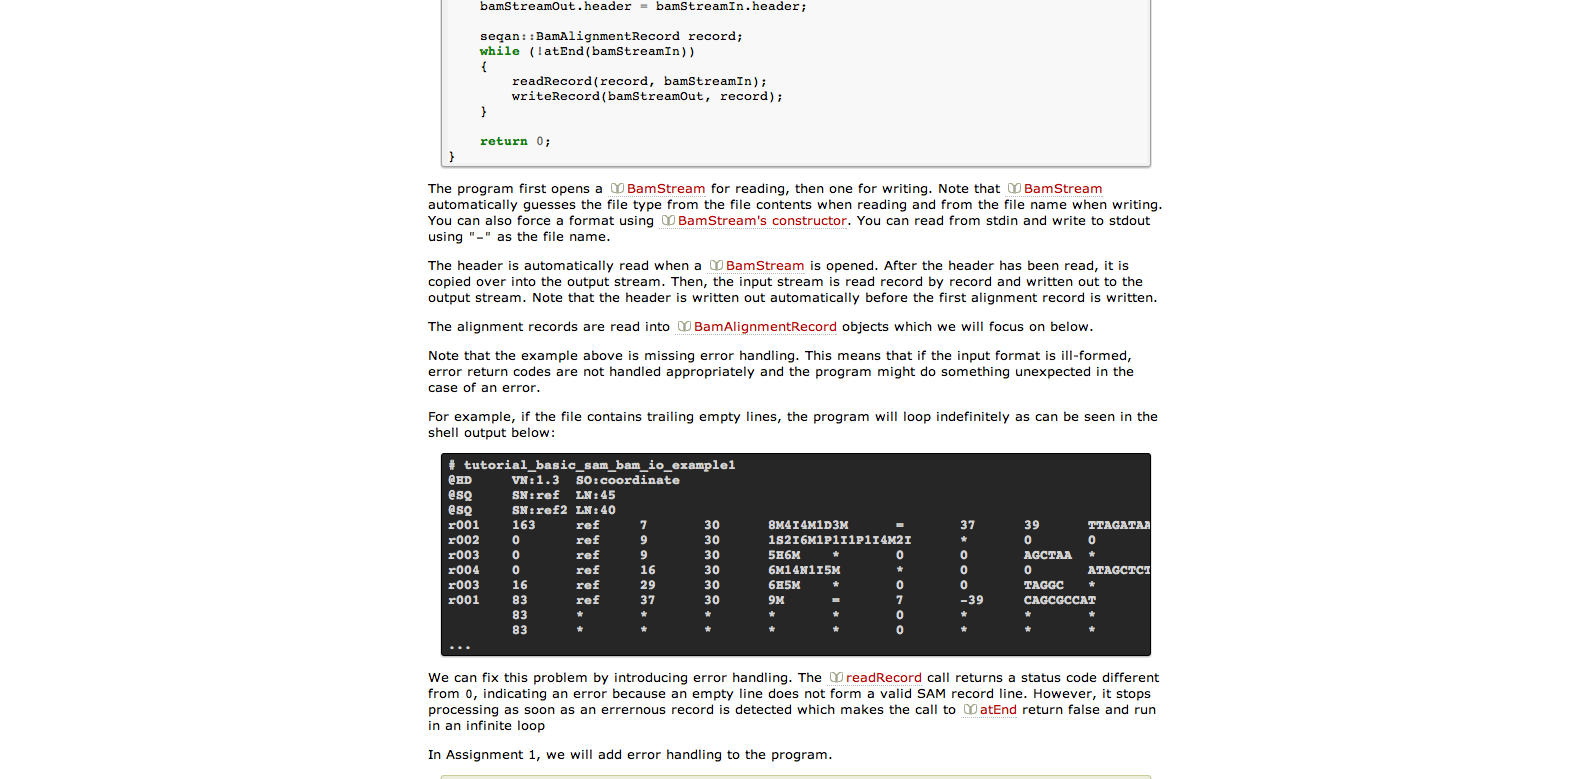 bamStreamOut.header = bamStreamIn.header;
seqan::BamAlignmentRecord record;
while (!atEnd(bamStreamIn))
{
readRecord(record, bamStreamIn);
writeRecord(bamStreamOut, record);
}
return 0;
}
The program first opens a BamStream for reading, then one for writing. Note that BamStream
automatically guesses the file type from the file contents when reading and from the file name when writing.
You can also force a format using BamStream's constructor. You can read from stdin and write to stdout
using "-" as the file name.
The header is automatically read when a BamStream is opened. After the header has been read, it is
copied over into the output stream. Then, the input stream is read record by record and written out to the
output stream. Note that the header is written out automatically before the first alignment record is written.
The alignment records are read into BamAlignmentRecord objects which we will focus on below.
Note that the example above is missing error handling. This means that if the input format is ill-formed,
error return codes are not handled appropriately and the program might do something unexpected in the
case of an error.
For example, if the file contains trailing empty lines, the program will loop indefinitely as can be seen in the
shell output below:
# tutorial_basic_sam_bam_io_example1
@HD VN:1.3 SO:coordinate
@SQ SN:ref LN:45
@SQ SN:ref2 LN:40
r001 163 ref 7 30 8M4I4M1D3M = 37 39 TTAGATAA
r002 0 ref 9 30 1S2I6M1P1I1P1I4M2I * 0 0
r003 0 ref 9 30 5H6M * 0 0 AGCTAA *
r004 0 ref 16 30 6M14N1I5M * 0 0 ATAGCTCT
r003 16 ref 29 30 6H5M * 0 0 TAGGC *
r001 83 ref 37 30 9M = 7 -39 CAGCGCCAT
83 * * * * * 0 * * *
83 * * * * * 0 * * *
...
We can fix this problem by introducing error handling. The readRecord call returns a status code different
from 0, indicating an error because an empty line does not form a valid SAM record line. However, it stops
processing as soon as an errernous record is detected which makes the call to atEnd return false and run
in an infinite loop
In Assignment 1, we will add error handling to the program.